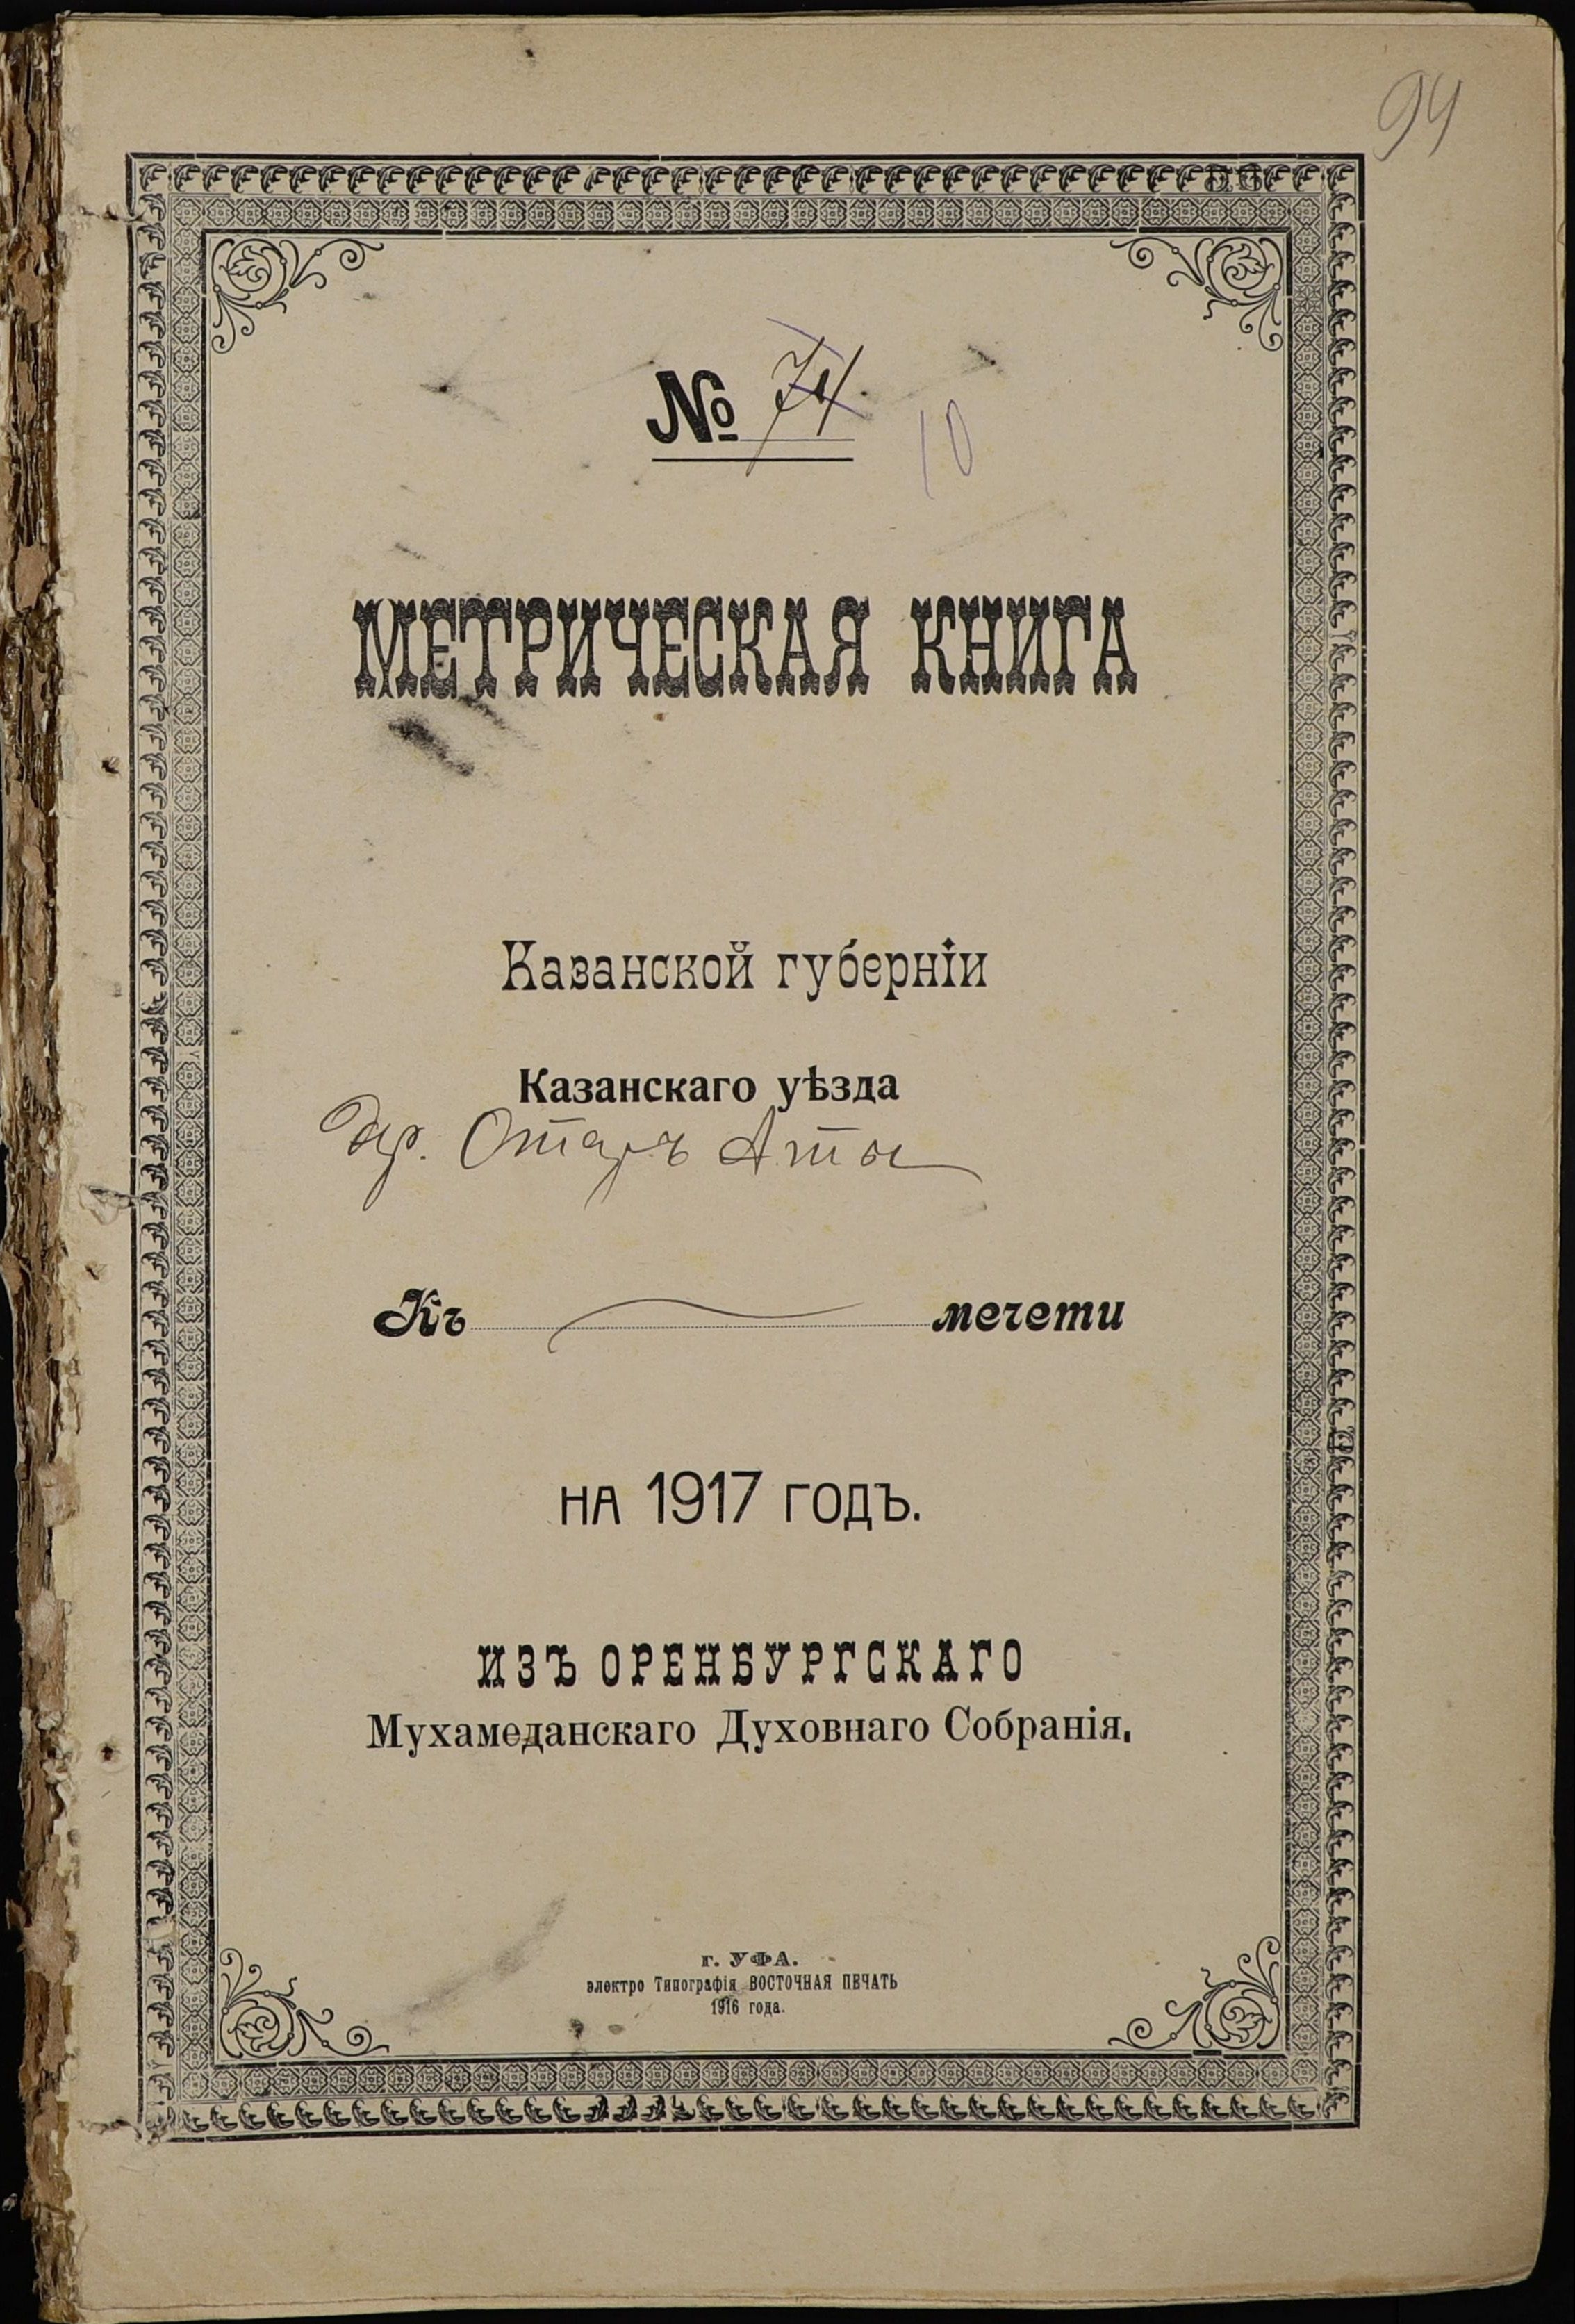 94
№ 74.
10
МЕТРИЧЕСКАЯ КНИГА
Казанской губернiи
Казанскаго уѣзда
др. Отаръ Аты
Къ мечети
НА 1917 ГОДЪ.
ИЗЪ ОРЕНБУРГСКАГО
Мухамеданскаго Духовнаго Собранiя.
г. УФА.
электро Типографiя ВОСТОЧНАЯ ПЕЧАТЬ
1916 года.